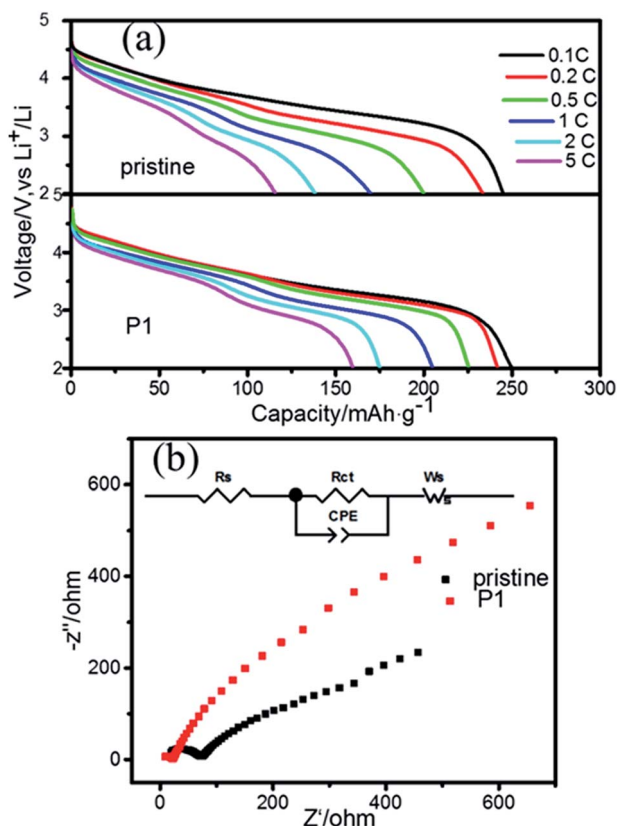 (a)
5
4
3
25
4
3
2
0
50
100
150
200
250
300
Voltage/V,vs Li⁺/Li
Capacity/mAh·g⁻¹
0.1C
0.2 C
0.5 C
1 C
2 C
5 C
pristine
P1
(b)
Rs
Rct
Ws
CPE
s
pristine
P1
600
400
200
0
0
200
400
600
-z''/ohm
Z'/ohm